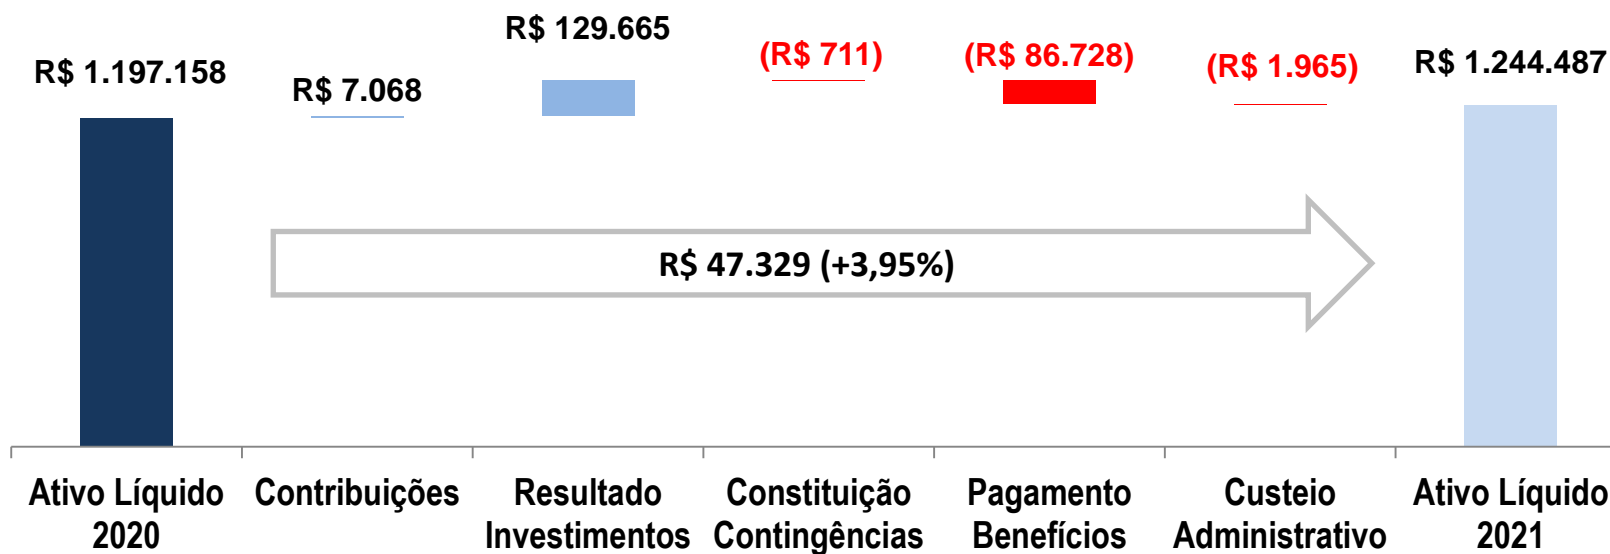 R$ 1.197.158
R$ 7.068
R$ 129.665
(R$ 711)
(R$ 86.728)
(R$ 1.965)
R$ 1.244.487
R$ 47.329 (+3,95%)
Ativo Líquido
2020
Contribuições
Resultado
Investimentos
Constituição
Contingências
Pagamento
Benefícios
Custeio
Administrativo
Ativo Líquido
2021